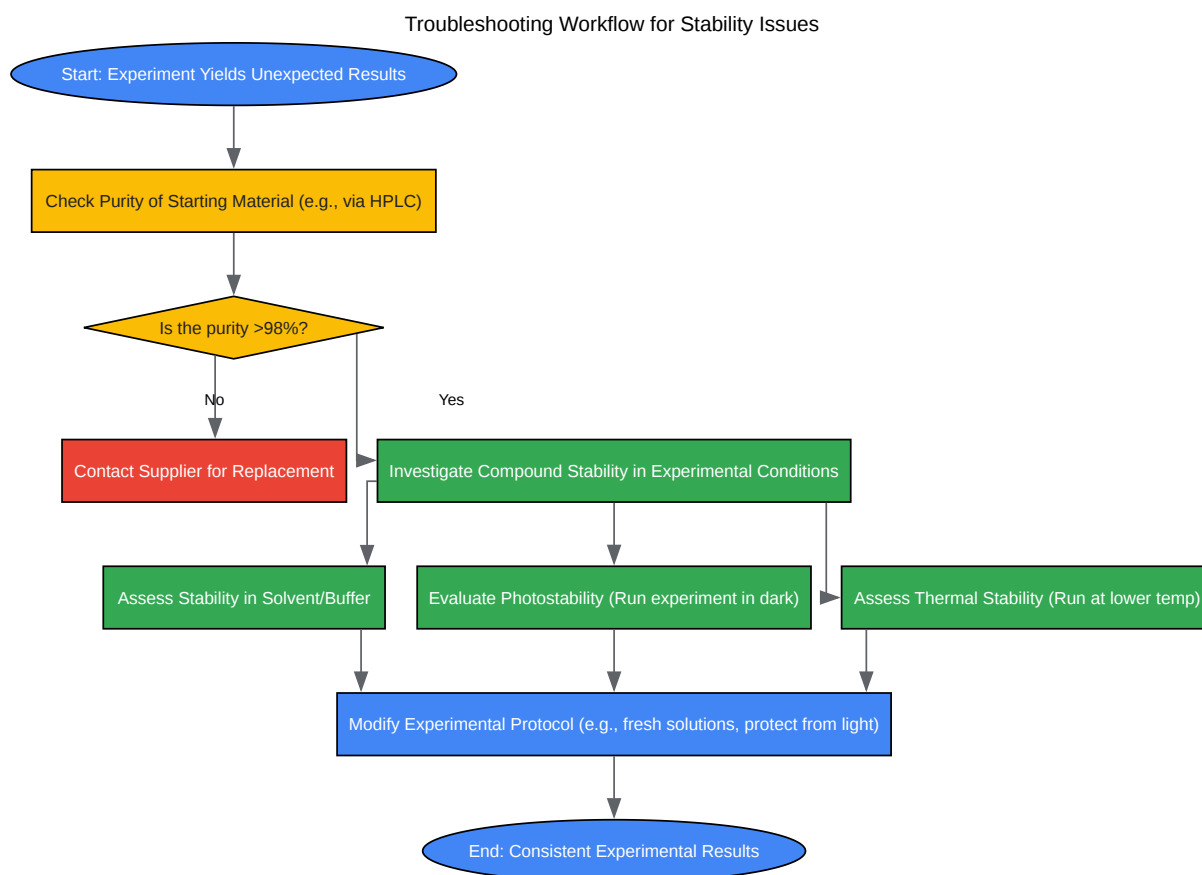 Troubleshooting Workflow for Stability Issues
Start: Experiment Yields Unexpected Results
Check Purity of Starting Material (e.g., via HPLC)
Is the purity >98%?
No
Yes
Contact Supplier for Replacement
Investigate Compound Stability in Experimental Conditions
Assess Stability in Solvent/Buffer
Evaluate Photostability (Run experiment in dark)
Assess Thermal Stability (Run at lower temp)
Modify Experimental Protocol (e.g., fresh solutions, protect from light)
End: Consistent Experimental Results